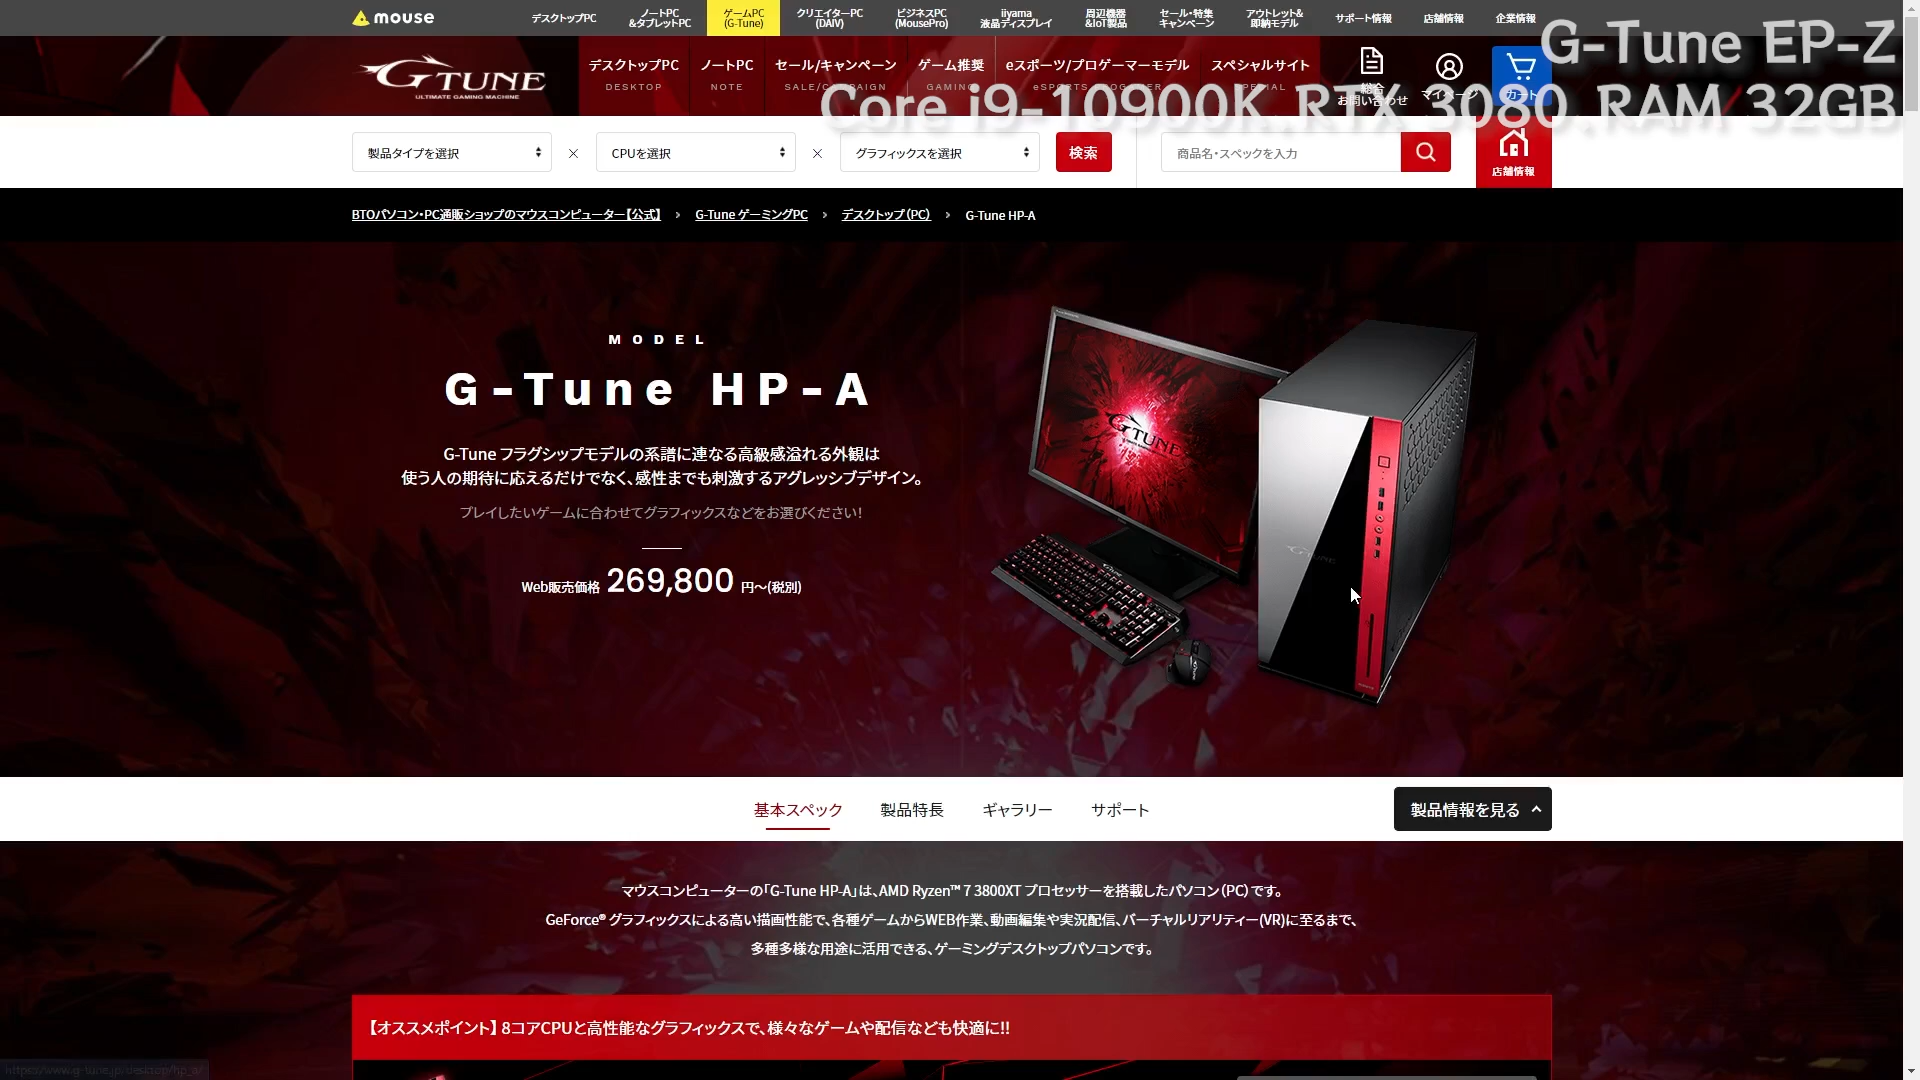 mouse
デスクトップPC
ノートPC
&タブレットPC
ゲームPC
(G-Tune)
クリエイターPC
(DAIV)
ビジネスPC
(MousePro)
iiyama
液晶ディスプレイ
周辺機器
&IoT製品
セール・特集
キャンペーン
アウトレット&
即納モデル
サポート情報
店舗情報
企業情報
G-Tune EP-Z
Core i9-10900K.RTX 3080.RAM 32GB
G TUNE
ULTIMATE GAMING MACHINE
デスクトップPC
DESKTOP
ノートPC
NOTE
セール/キャンペーン
SALE/CAMPAIGN
ゲーム推奨
GAMING
eスポーツ/プロゲーマーモデル
スペシャルサイト
総合
お問い合わせ
マイページ
カート
製品タイプを選択
×
CPUを選択
×
グラフィックスを選択
検索
商品名・スペックを入力
店舗情報
BTOパソコン・PC通販ショップのマウスコンピューター【公式】 › G-Tune ゲーミングPC › デスクトップ(PC) › G-Tune HP-A
MODEL
G-Tune HP-A
G-Tune フラグシップモデルの系譜に連なる高級感溢れる外観は
使う人の期待に応えるだけでなく、感性までも刺激するアグレッシブデザイン。
プレイしたいゲームに合わせてグラフィックスなどをお選びください!
Web販売価格 269,800 円〜(税別)
基本スペック
製品特長
ギャラリー
サポート
製品情報を見る
マウスコンピューターの「G-Tune HP-A」は、AMD Ryzen™ 7 3800XT プロセッサーを搭載したパソコン(PC)です。
GeForce® グラフィックスによる高い描画性能で、各種ゲームからWEB作業、動画編集や実況配信、バーチャルリアリティー(VR)に至るまで、
多種多様な用途に活用できる、ゲーミングデスクトップパソコンです。
【オススメポイント】 8コアCPUと高性能なグラフィックスで、様々なゲームや配信なども快適に!!
https://www.g-tune.jp/desktop/hp_a/